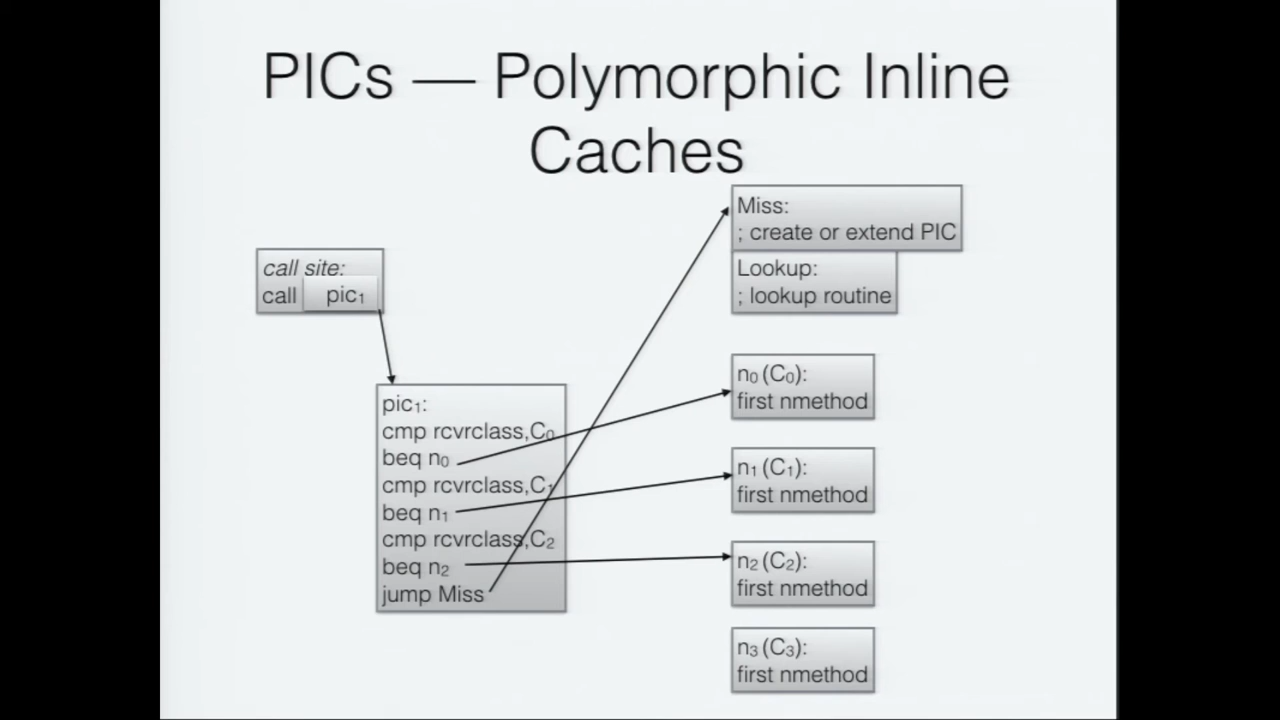 PICs — Polymorphic Inline
Caches
call site:
call pic₁
pic₁:
cmp rcvrclass,C₀
beq n₀
cmp rcvrclass,C₁
beq n₁
cmp rcvrclass,C₂
beq n₂
jump Miss
Miss:
; create or extend PIC
Lookup:
; lookup routine
n₀ (C₀):
first nmethod
n₁ (C₁):
first nmethod
n₂ (C₂):
first nmethod
n₃ (C₃):
first nmethod